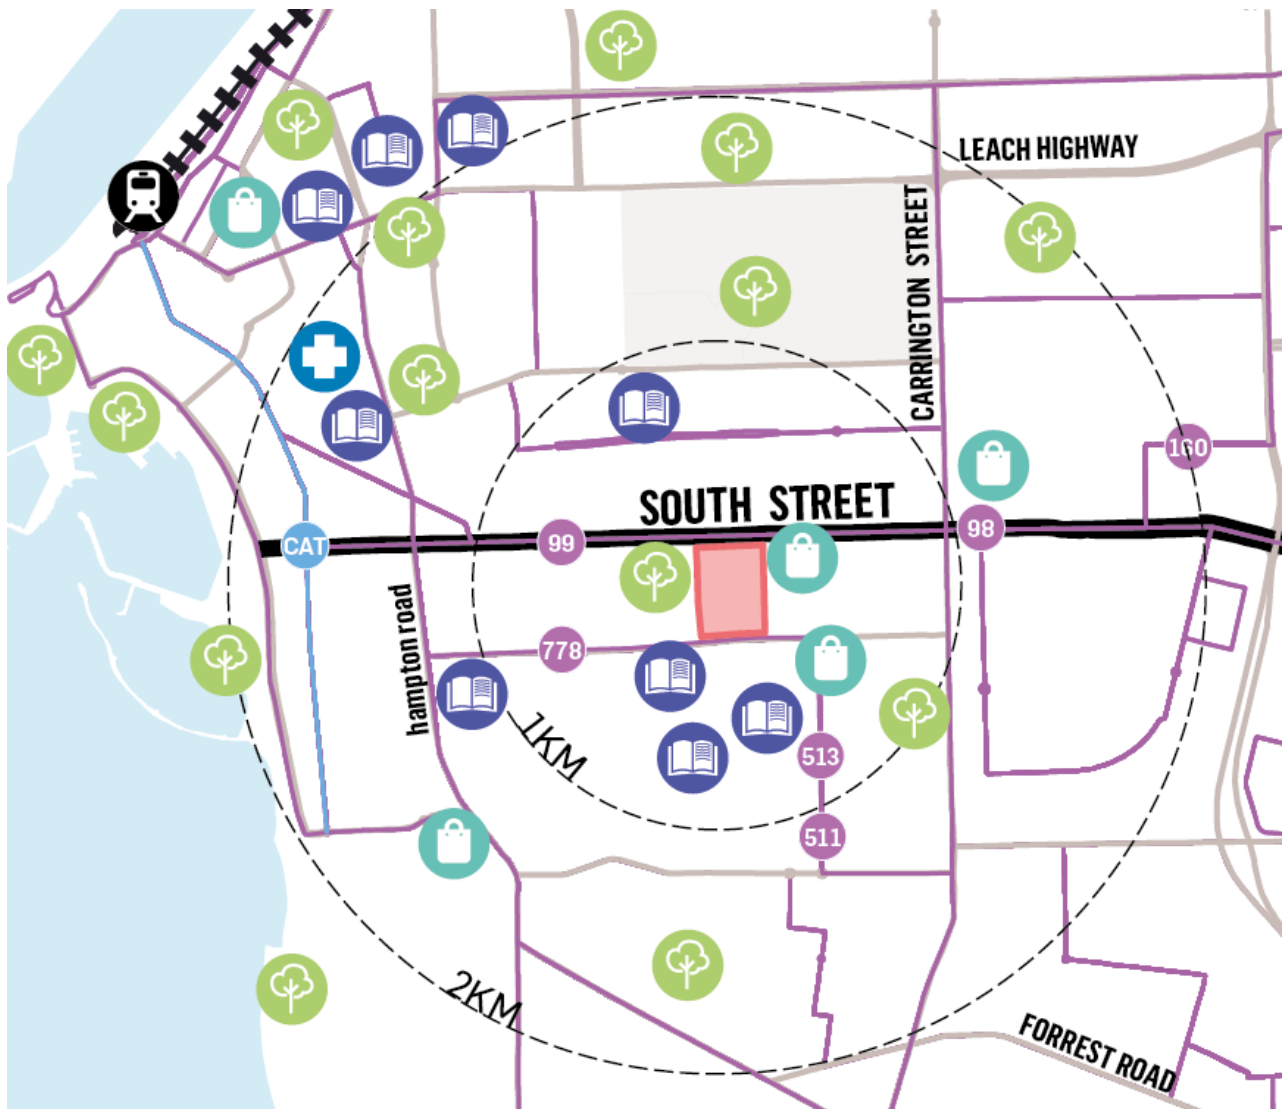 LEACH HIGHWAY
CARRINGTON STREET
160
SOUTH STREET
CAT
99
98
hampton road
778
1KM
513
511
2KM
FORREST ROAD